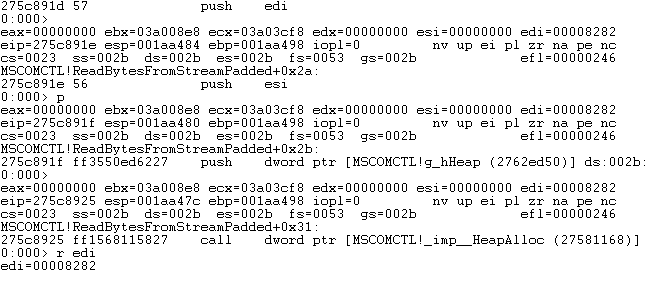 275c891d 57              push    edi
0:000>
eax=00000000 ebx=03a008e8 ecx=03a03cf8 edx=00000000 esi=00000000 edi=00008282
eip=275c891e esp=001aa484 ebp=001aa498 iopl=0         nv up ei pl zr na pe nc
cs=0023  ss=002b  ds=002b  es=002b  fs=0053  gs=002b             efl=00000246
MSCOMCTL!ReadBytesFromStreamPadded+0x2a:
275c891e 56              push    esi
0:000> p
eax=00000000 ebx=03a008e8 ecx=03a03cf8 edx=00000000 esi=00000000 edi=00008282
eip=275c891f esp=001aa480 ebp=001aa498 iopl=0         nv up ei pl zr na pe nc
cs=0023  ss=002b  ds=002b  es=002b  fs=0053  gs=002b             efl=00000246
MSCOMCTL!ReadBytesFromStreamPadded+0x2b:
275c891f ff3550ed6227    push    dword ptr [MSCOMCTL!g_hHeap (2762ed50)] ds:002b:
0:000>
eax=00000000 ebx=03a008e8 ecx=03a03cf8 edx=00000000 esi=00000000 edi=00008282
eip=275c8925 esp=001aa47c ebp=001aa498 iopl=0         nv up ei pl zr na pe nc
cs=0023  ss=002b  ds=002b  es=002b  fs=0053  gs=002b             efl=00000246
MSCOMCTL!ReadBytesFromStreamPadded+0x31:
275c8925 ff1568115827    call    dword ptr [MSCOMCTL!_imp__HeapAlloc (27581168)]
0:000> r edi
edi=00008282